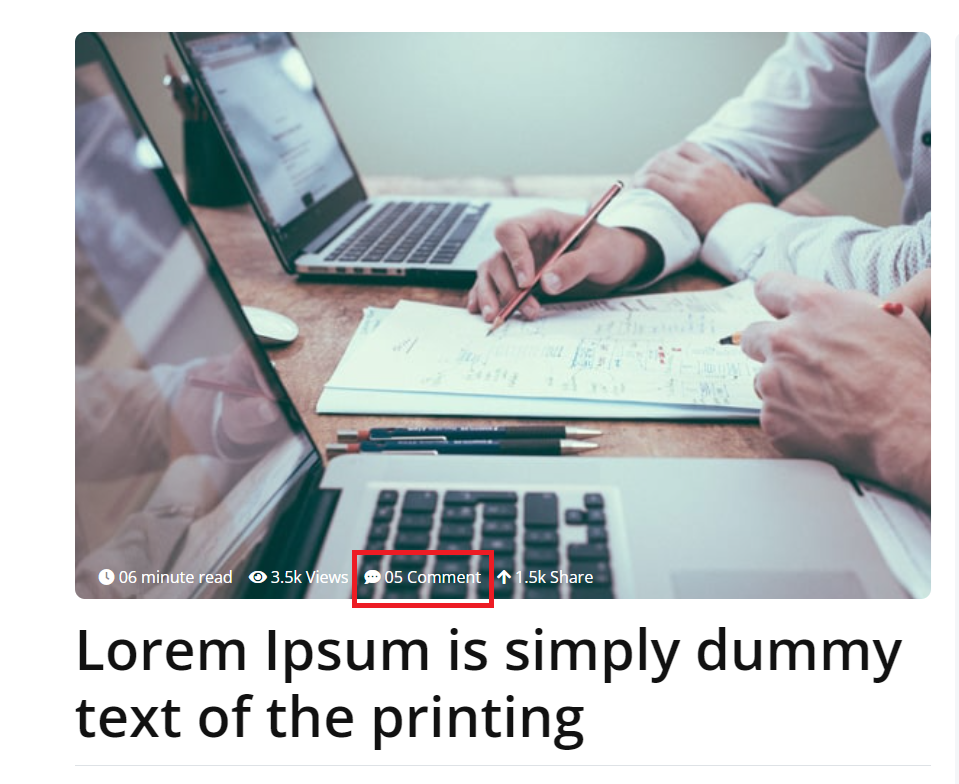 06 minute read 3.5k Views 05 Comment 1.5k Share
Lorem Ipsum is simply dummy
text of the printing